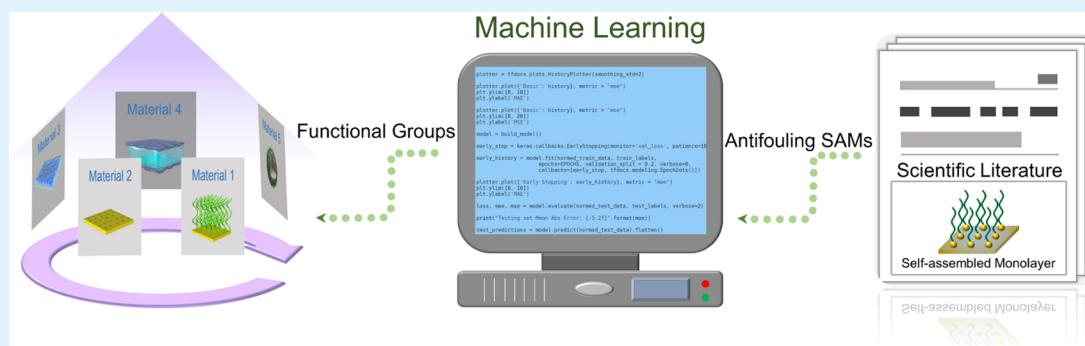 Machine Learning
Material 4
Material 3
Material 5
Material 2
Material 1
Functional Groups
plotter = tfdocs.plots.HistoryPlotter(smoothing_std=2)
plotter.plot({'Basic': history}, metric = "mae")
plt.ylim([0, 10])
plt.ylabel('MAE')
plotter.plot({'Basic': history}, metric = "mse")
plt.ylim([0, 20])
plt.ylabel('MSE')
model = build_model()
early_stop = keras.callbacks.EarlyStopping(monitor='val_loss', patience=10
early_history = model.fit(normed_train_data, train_labels,
epochs=EPOCHS, validation_split = 0.2, verbose=0,
callbacks=[early_stop, tfdocs.modeling.EpochDots()])
plotter.plot({'Early Stopping': early_history}, metric = "mae")
plt.ylim([0, 10])
plt.ylabel('MAE')
loss, mae, mse = model.evaluate(normed_test_data, test_labels, verbose=2)
print("Testing set Mean Abs Error: {:5.2f}".format(mae))
test_predictions = model.predict(normed_test_data).flatten()
Antifouling SAMs
Scientific Literature
Self-assembled Monolayer